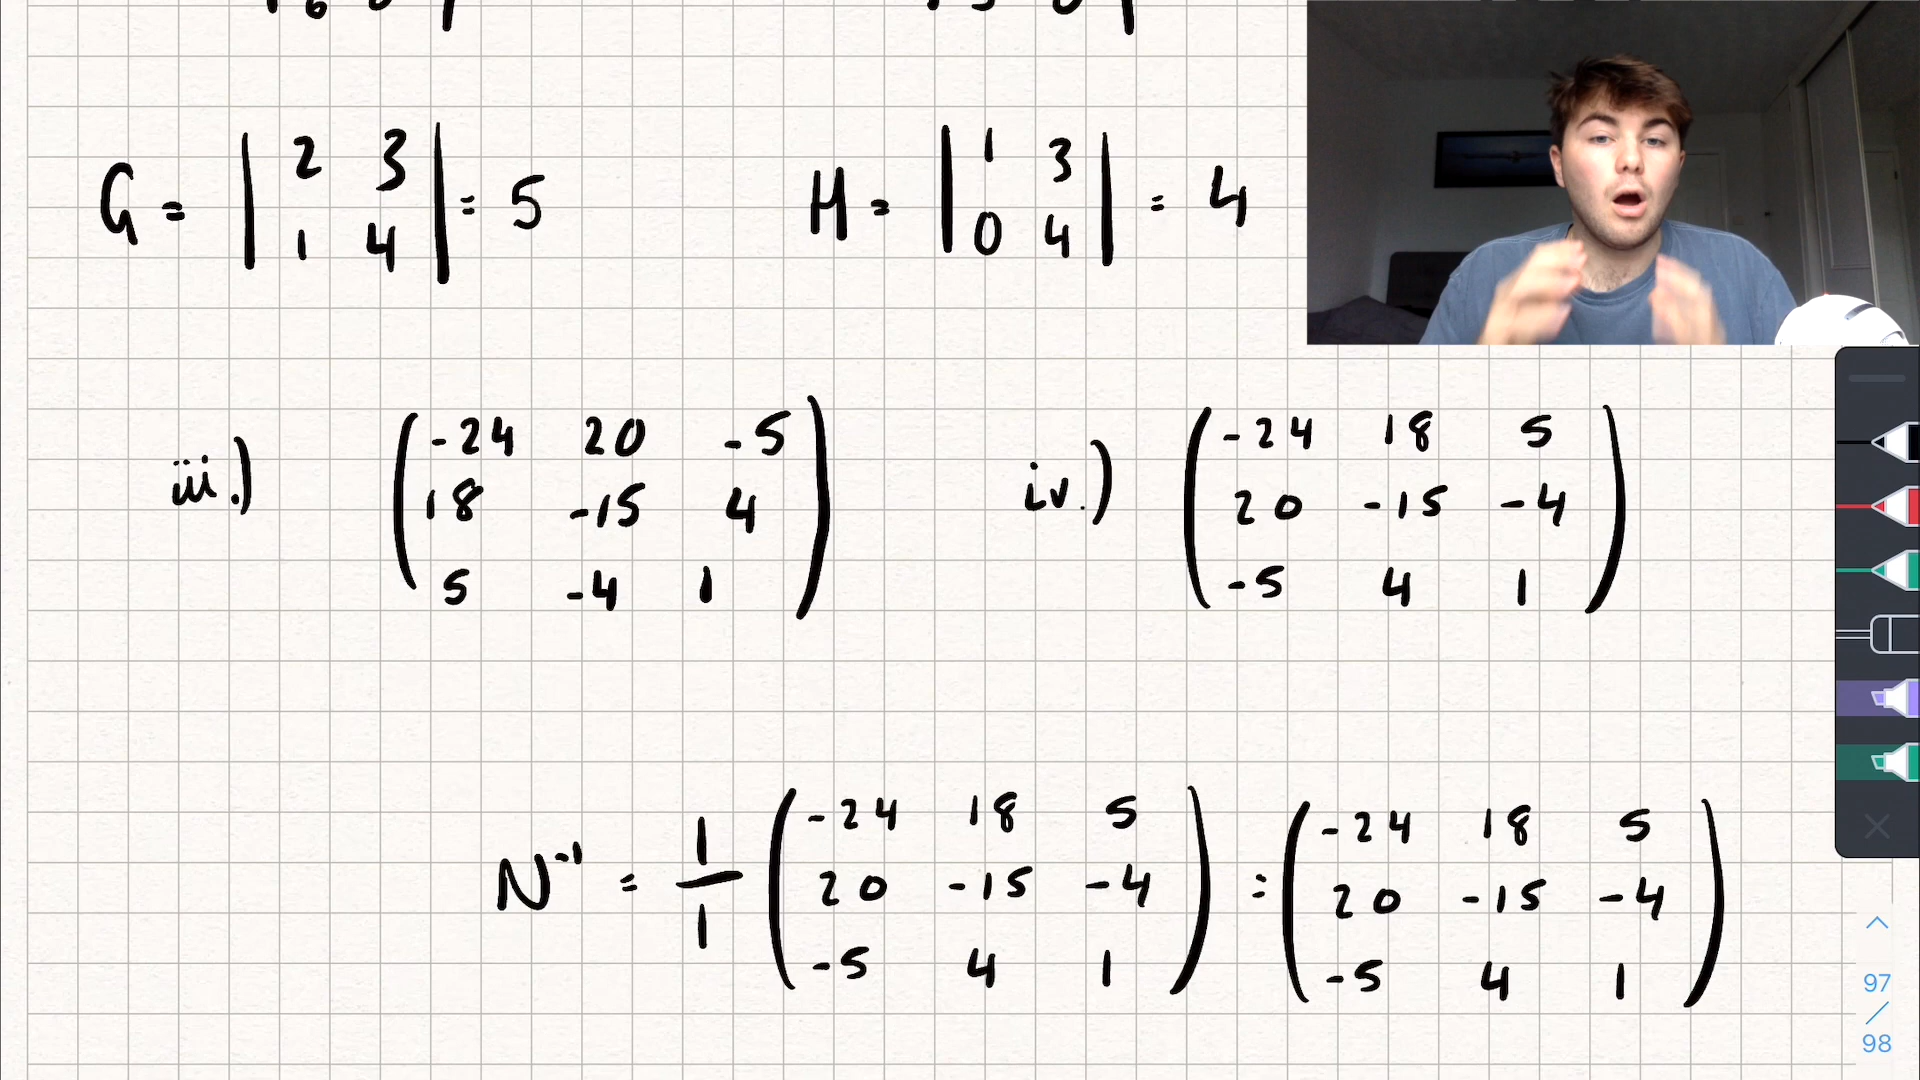 G = | 2 3 | = 5
| 1 4 |
H = | 1 3 | = 4
| 0 4 |
iii.) ( -24 20 -5 )
( 18 -15 4 )
( 5 -4 1 )
iv.) ( -24 18 5 )
( 20 -15 -4 )
( -5 4 1 )
N⁻¹ = 1/1 ( -24 18 5 ) = ( -24 18 5 )
( 20 -15 -4 ) ( 20 -15 -4 )
( -5 4 1 ) ( -5 4 1 )
97
/
98